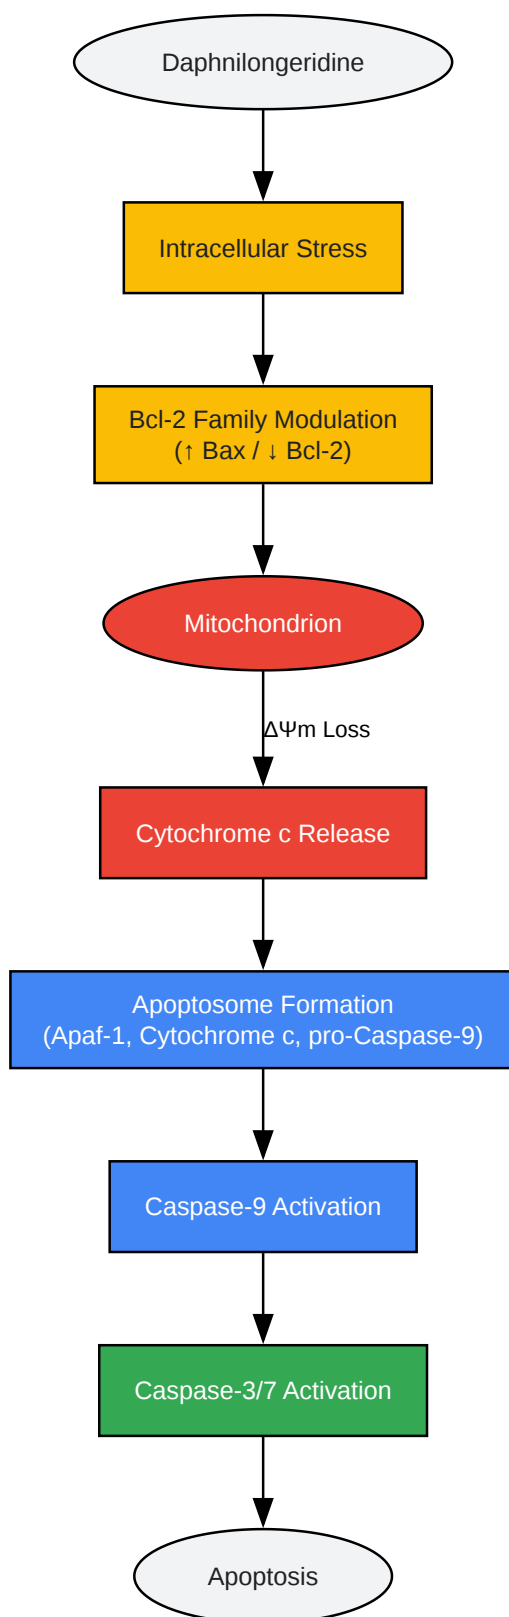 Daphnilongeridine
Intracellular Stress
Bcl-2 Family Modulation
(↑ Bax / ↓ Bcl-2)
Mitochondrion
ΔΨm Loss
Cytochrome c Release
Apoptosome Formation
(Apaf-1, Cytochrome c, pro-Caspase-9)
Caspase-9 Activation
Caspase-3/7 Activation
Apoptosis